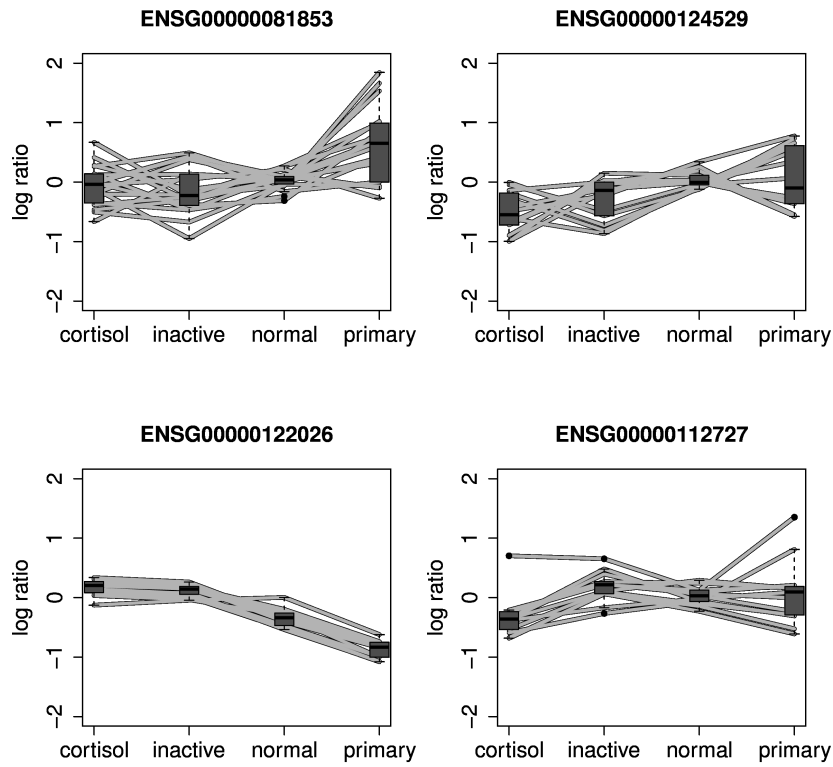 ENSG00000081853
log ratio
2
1
0
−1
−2
cortisol inactive normal primary
ENSG00000124529
log ratio
2
1
0
−1
−2
cortisol inactive normal primary
ENSG00000122026
log ratio
2
1
0
−1
−2
cortisol inactive normal primary
ENSG00000112727
log ratio
2
1
0
−1
−2
cortisol inactive normal primary